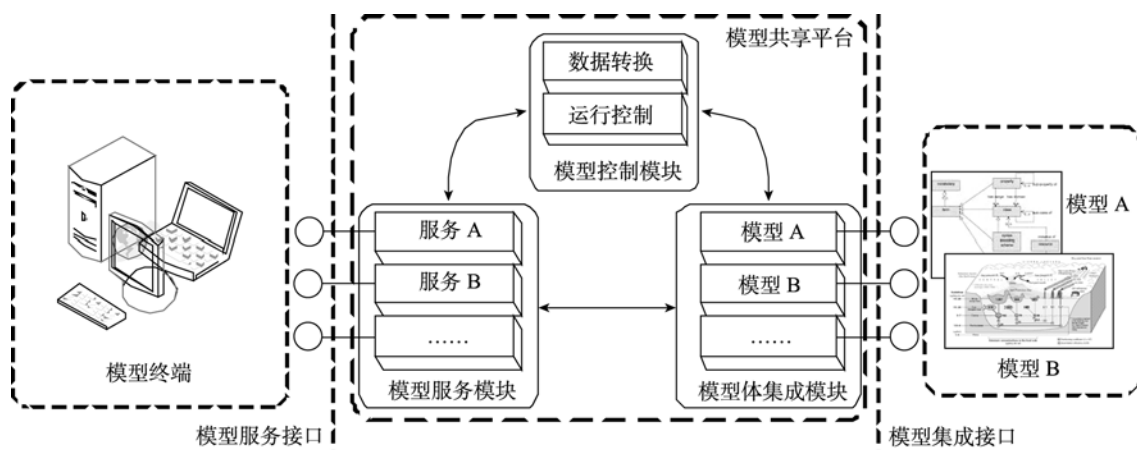 模型共享平台
数据转换
运行控制
模型控制模块
服务 A
服务 B
……
模型服务模块
模型 A
模型 B
……
模型体集成模块
模型终端
模型 A
模型 B
模型服务接口
模型集成接口